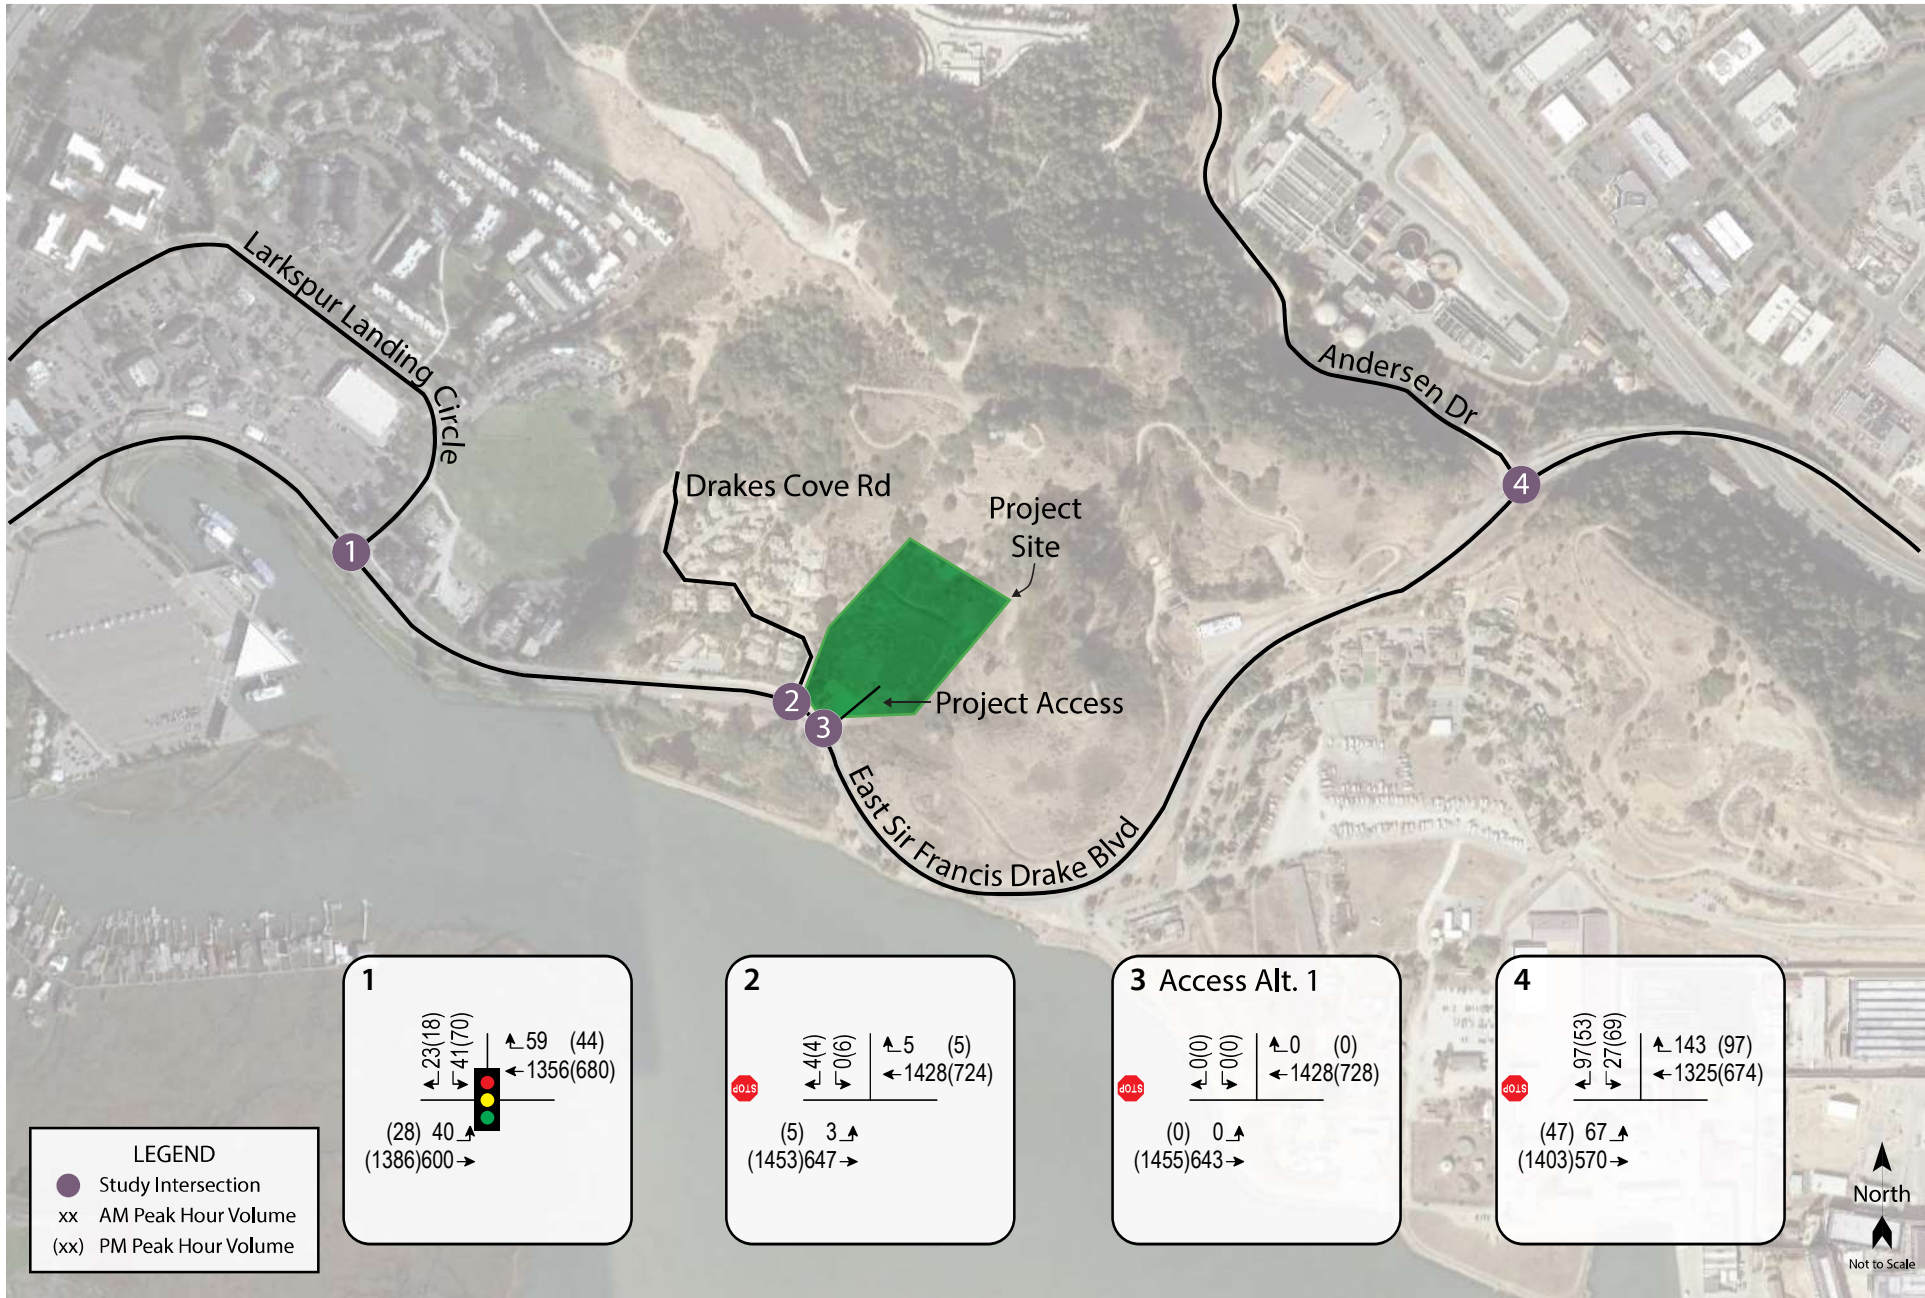 Larkspur Landing Circle
Andersen Dr
Drakes Cove Rd
Project
Site
Project Access
East Sir Francis Drake Blvd
1
2
3
4
1
23(18)
41(70)
59 (44)
1356(680)
(28) 40
(1386)600
2
4(4)
0(6)
5 (5)
1428(724)
STOP
(5) 3
(1453)647
3 Access Alt. 1
0(0)
0(0)
0 (0)
1428(728)
STOP
(0) 0
(1455)643
4
97(53)
27(69)
143 (97)
1325(674)
STOP
(47) 67
(1403)570
LEGEND
Study Intersection
xx AM Peak Hour Volume
(xx) PM Peak Hour Volume
North
Not to Scale